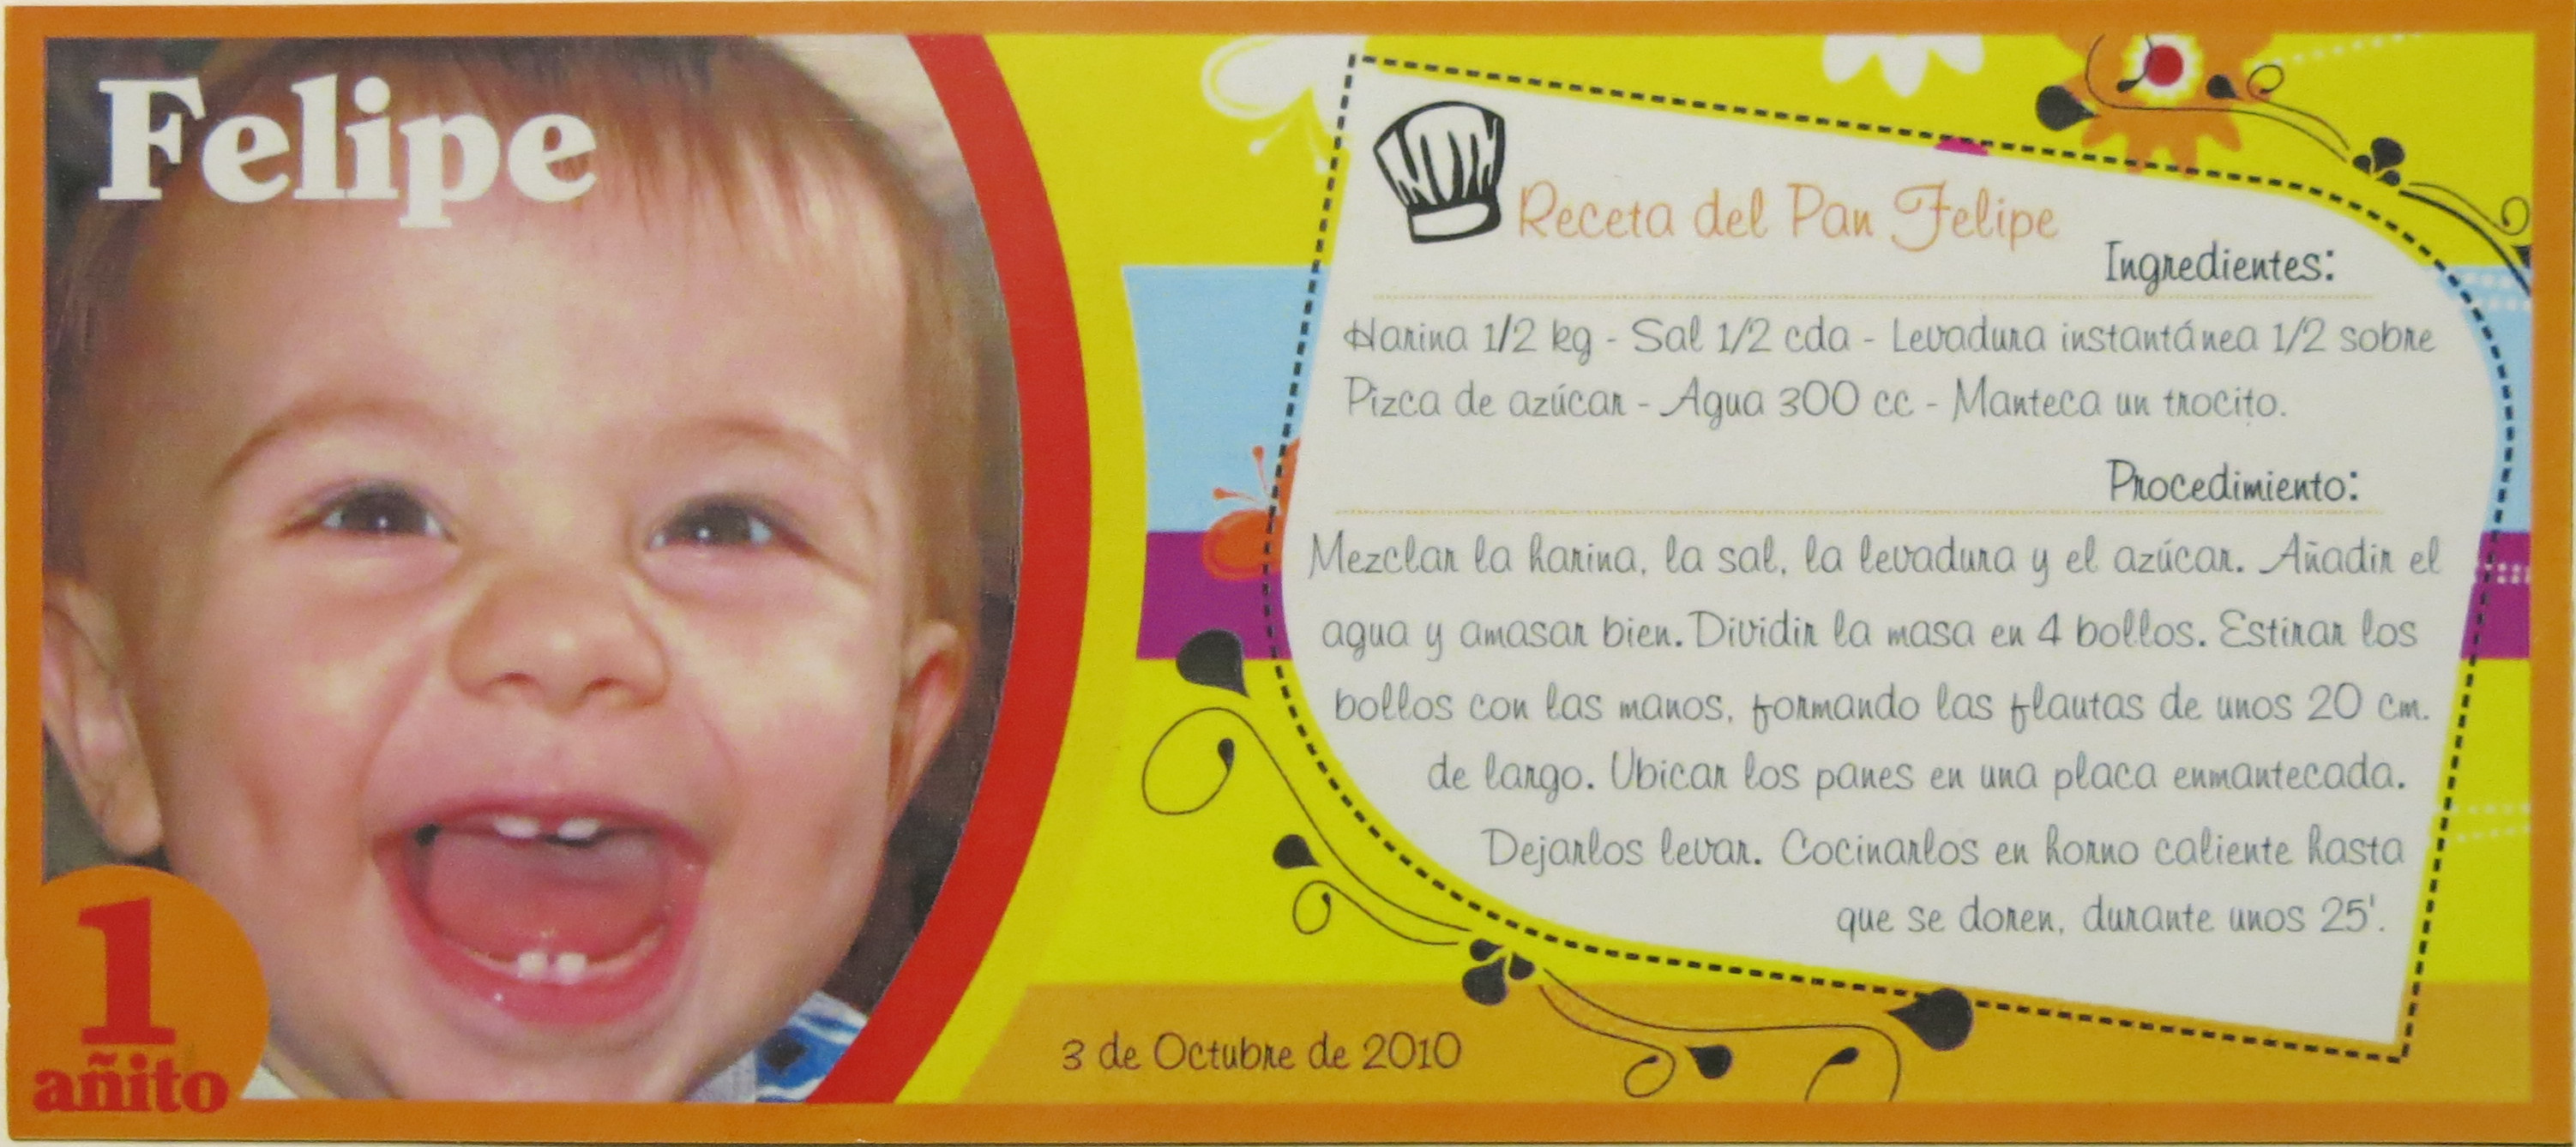 Felipe
1
añito
Receta del Pan Felipe
Ingredientes:
Harina 1/2 kg - Sal 1/2 cda - Levadura instantánea 1/2 sobre
Pizca de azúcar - Agua 300 cc - Manteca un trocito.
Procedimiento:
Mezclar la harina, la sal, la levadura y el azúcar. Añadir el
agua y amasar bien. Dividir la masa en 4 bollos. Estirar los
bollos con las manos, formando las flautas de unos 20 cm.
de largo. Ubicar los panes en una placa enmantecada.
Dejarlos levar. Cocinarlos en horno caliente hasta
que se doren, durante unos 25'.
3 de Octubre de 2010